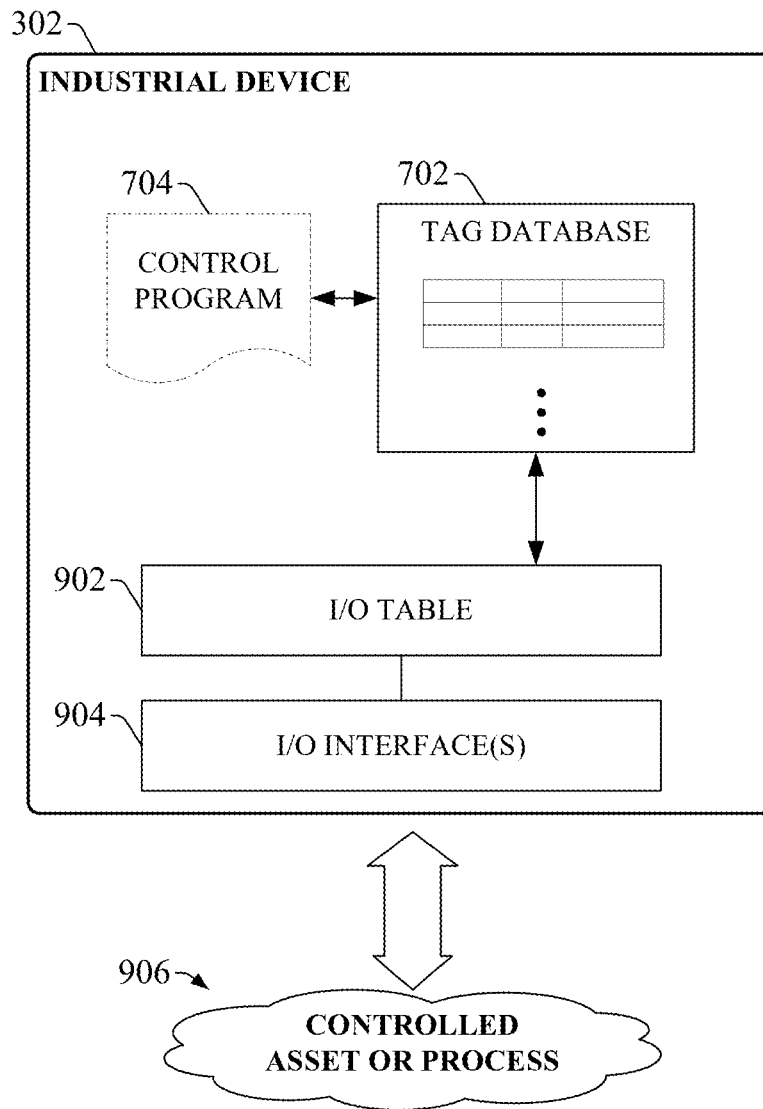 302
INDUSTRIAL DEVICE
704
702
CONTROL
PROGRAM
TAG DATABASE
902
I/O TABLE
904
I/O INTERFACE(S)
906
CONTROLLED
ASSET OR PROCESS